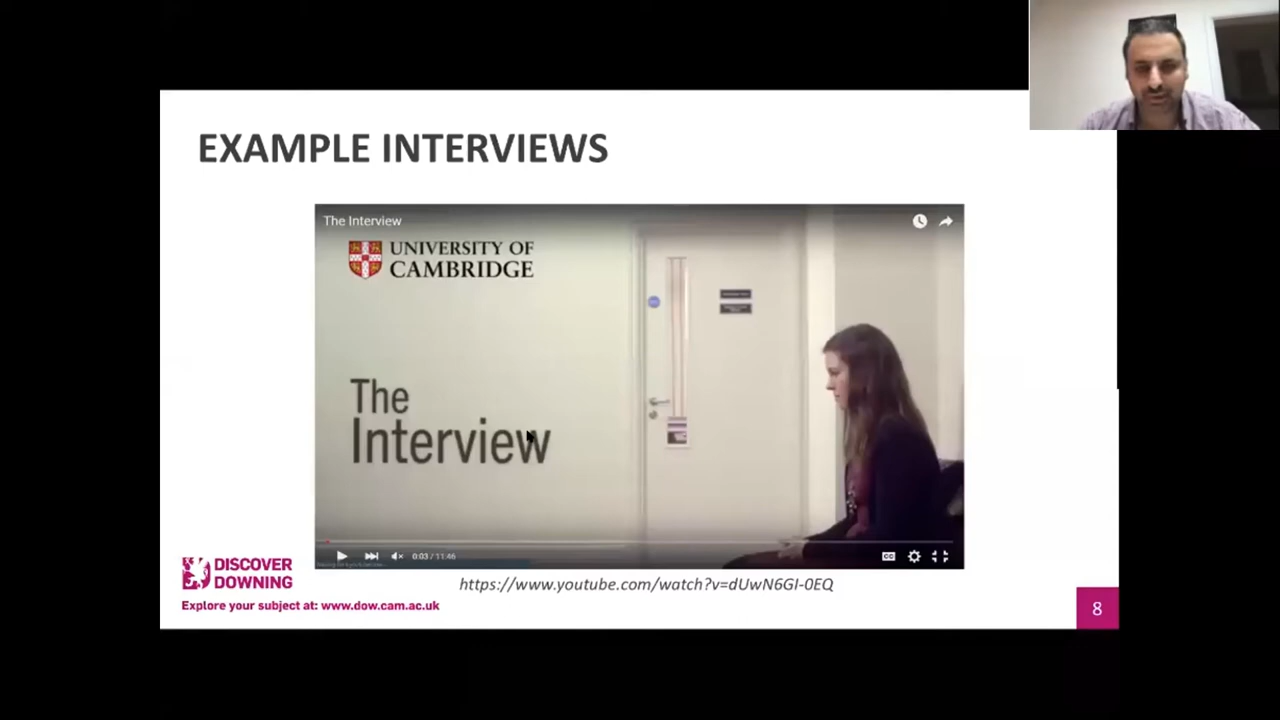 EXAMPLE INTERVIEWS
The Interview
UNIVERSITY OF
CAMBRIDGE
The
Interview
0:03 / 11:46
CC
https://www.youtube.com/watch?v=dUwN6GI-0EQ
DISCOVER
DOWNING
Explore your subject at: www.dow.cam.ac.uk
8